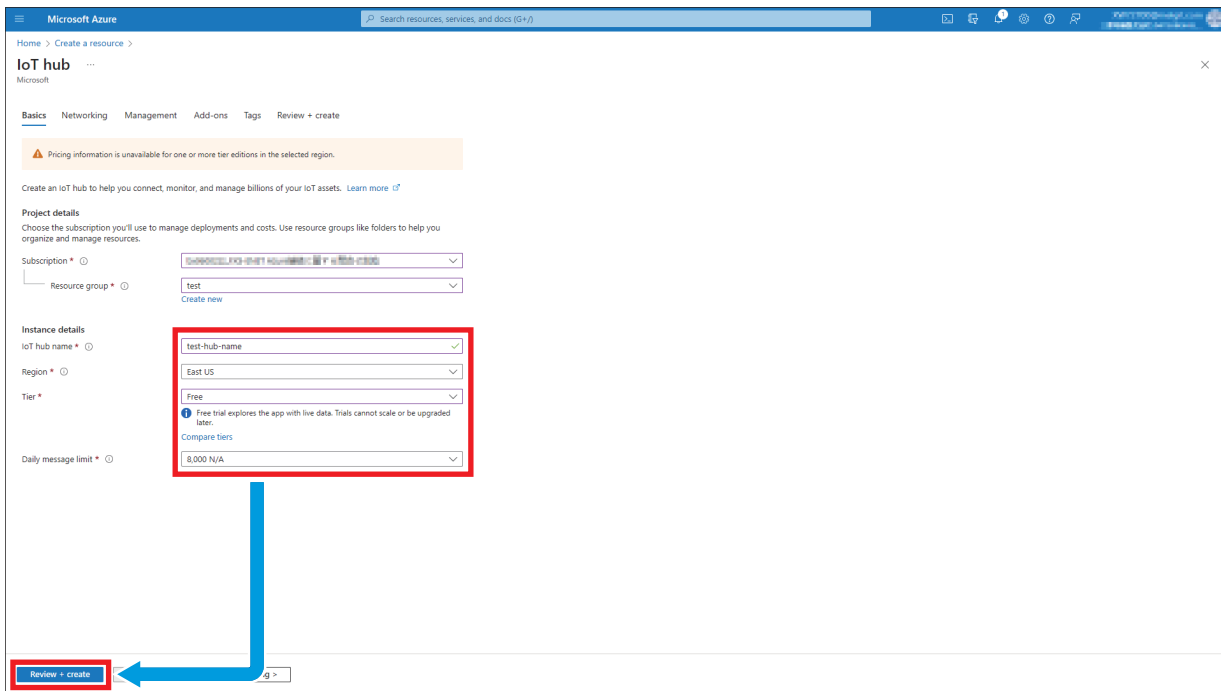 Microsoft Azure
Search resources, services, and docs (G+/)
1
Home > Create a resource >
IoT hub ...
Microsoft
Basics Networking Management Add-ons Tags Review + create
Pricing information is unavailable for one or more tier editions in the selected region.
Create an IoT hub to help you connect, monitor, and manage billions of your IoT assets. Learn more
Project details
Choose the subscription you'll use to manage deployments and costs. Use resource groups like folders to help you
organize and manage resources.
Subscription *
Resource group * test
Create new
Instance details
IoT hub name * test-hub-name
Region * East US
Tier * Free
Free trial explores the app with live data. Trials cannot scale or be upgraded
later.
Compare tiers
Daily message limit * 8,000 N/A
Review + create >